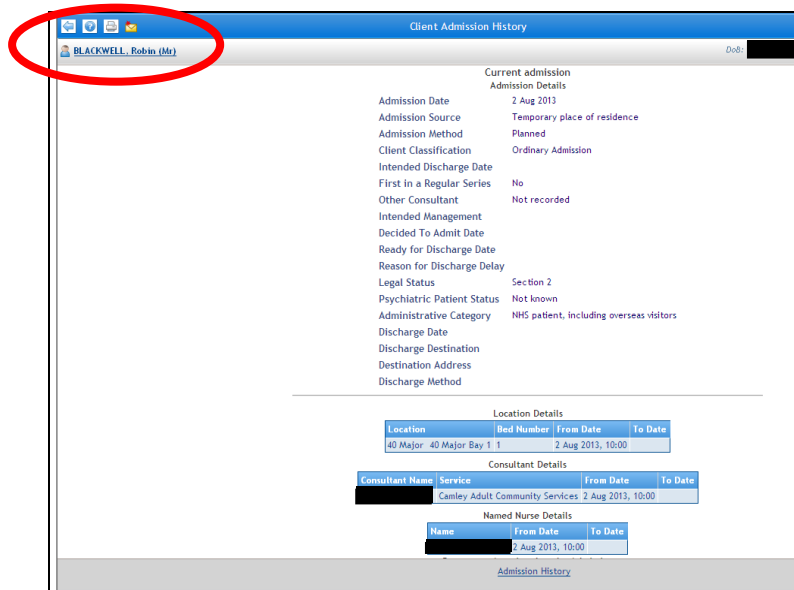 Client Admission History
BLACKWELL, Robin (Mr)
DoB:
Current admission
Admission Details
Admission Date 2 Aug 2013
Admission Source Temporary place of residence
Admission Method Planned
Client Classification Ordinary Admission
Intended Discharge Date
First in a Regular Series No
Other Consultant Not recorded
Intended Management
Decided To Admit Date
Ready for Discharge Date
Reason for Discharge Delay
Legal Status Section 2
Psychiatric Patient Status Not known
Administrative Category NHS patient, including overseas visitors
Discharge Date
Discharge Destination
Destination Address
Discharge Method
Location Details
Location Bed Number From Date To Date
40 Major 40 Major Bay 1 1 2 Aug 2013, 10:00
Consultant Details
Consultant Name Service From Date To Date
Camley Adult Community Services 2 Aug 2013, 10:00
Named Nurse Details
Name From Date To Date
2 Aug 2013, 10:00
Admission History